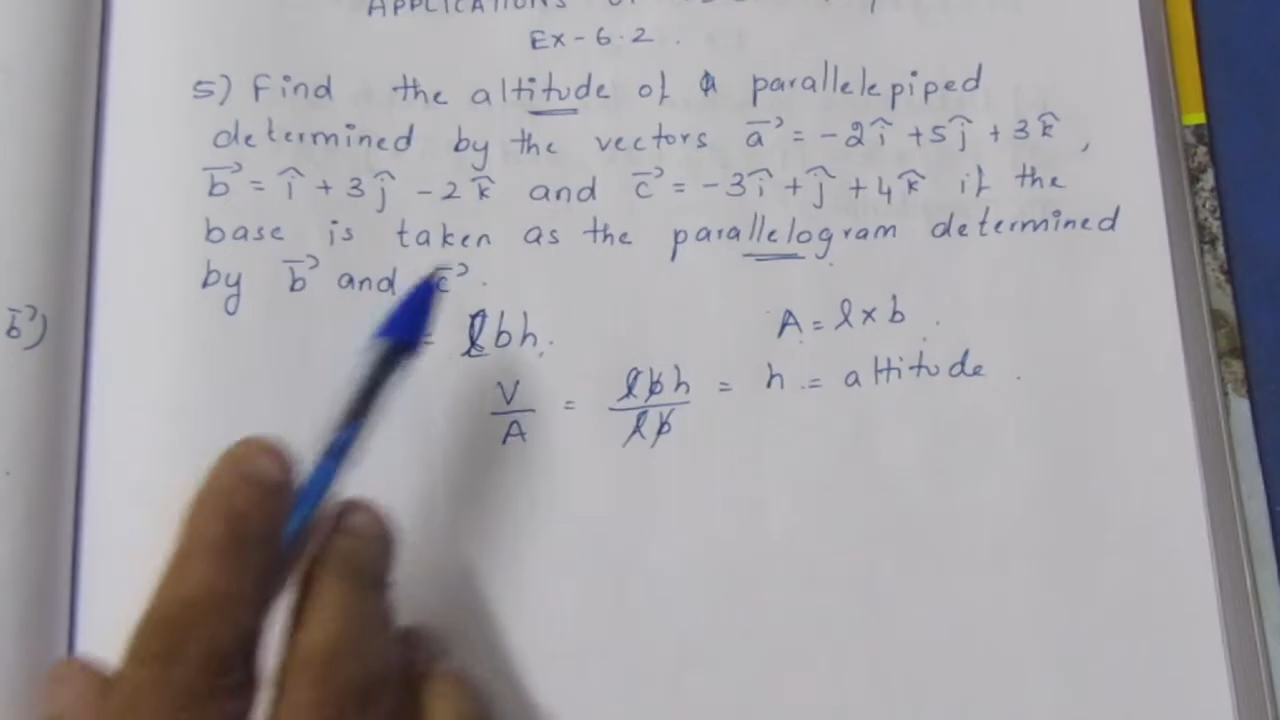 APPLICATIONS
Ex-6.2.
5) Find the altitude of a parallelepiped
determined by the vectors a⃗ = -2î + 5ĵ + 3k̂,
b⃗ = î + 3ĵ - 2k̂ and c⃗ = -3î + ĵ + 4k̂ if the
base is taken as the parallelogram determined
by b⃗ and c⃗.
b⃗)
= lbh. A = l×b.
V/A = lbh/lb = h = altitude.